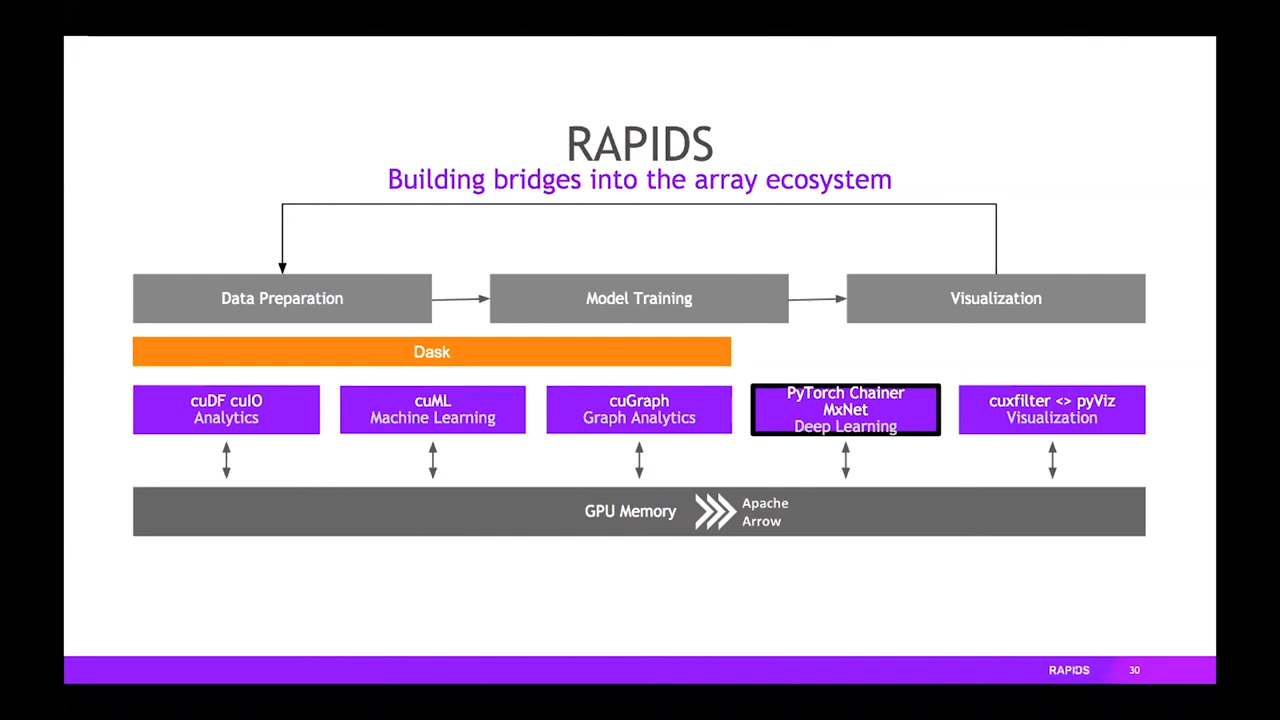 RAPIDS
Building bridges into the array ecosystem
Data Preparation
Model Training
Visualization
Dask
cuDF cuIO
Analytics
cuML
Machine Learning
cuGraph
Graph Analytics
PyTorch Chainer
MxNet
Deep Learning
cuxfilter <> pyViz
Visualization
GPU Memory
Apache
Arrow
RAPIDS
30